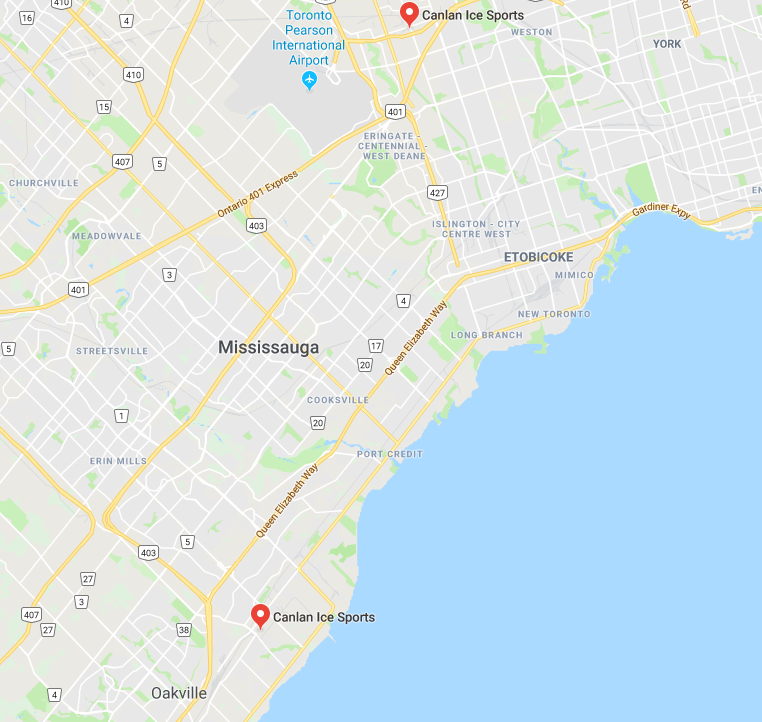 410
16
4
Toronto
Pearson
International
Airport
Canlan Ice Sports
Rd
WESTON
YORK
410
15
401
407
5
ERINGATE -
CENTENNIAL -
WEST DEANE
CHURCHVILLE
Ontario 401 Express
427
Gardiner Expy
403
ISLINGTON - CITY
CENTRE WEST
MEADOWVALE
ETOBICOKE
MIMICO
3
401
4
NEW TORONTO
Queen Elizabeth Way
LONG BRANCH
5
STREETSVILLE
Mississauga
17
20
COOKSVILLE
1
20
PORT CREDIT
ERIN MILLS
Queen Elizabeth Way
5
403
27
3
407
27
38
Canlan Ice Sports
Oakville
4